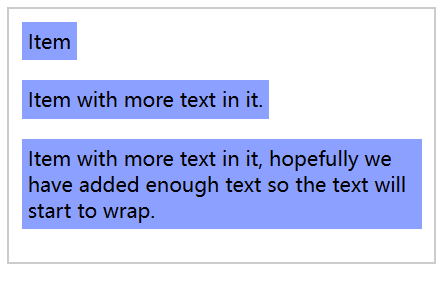 Item
Item with more text in it.
Item with more text in it, hopefully we
have added enough text so the text will
start to wrap.